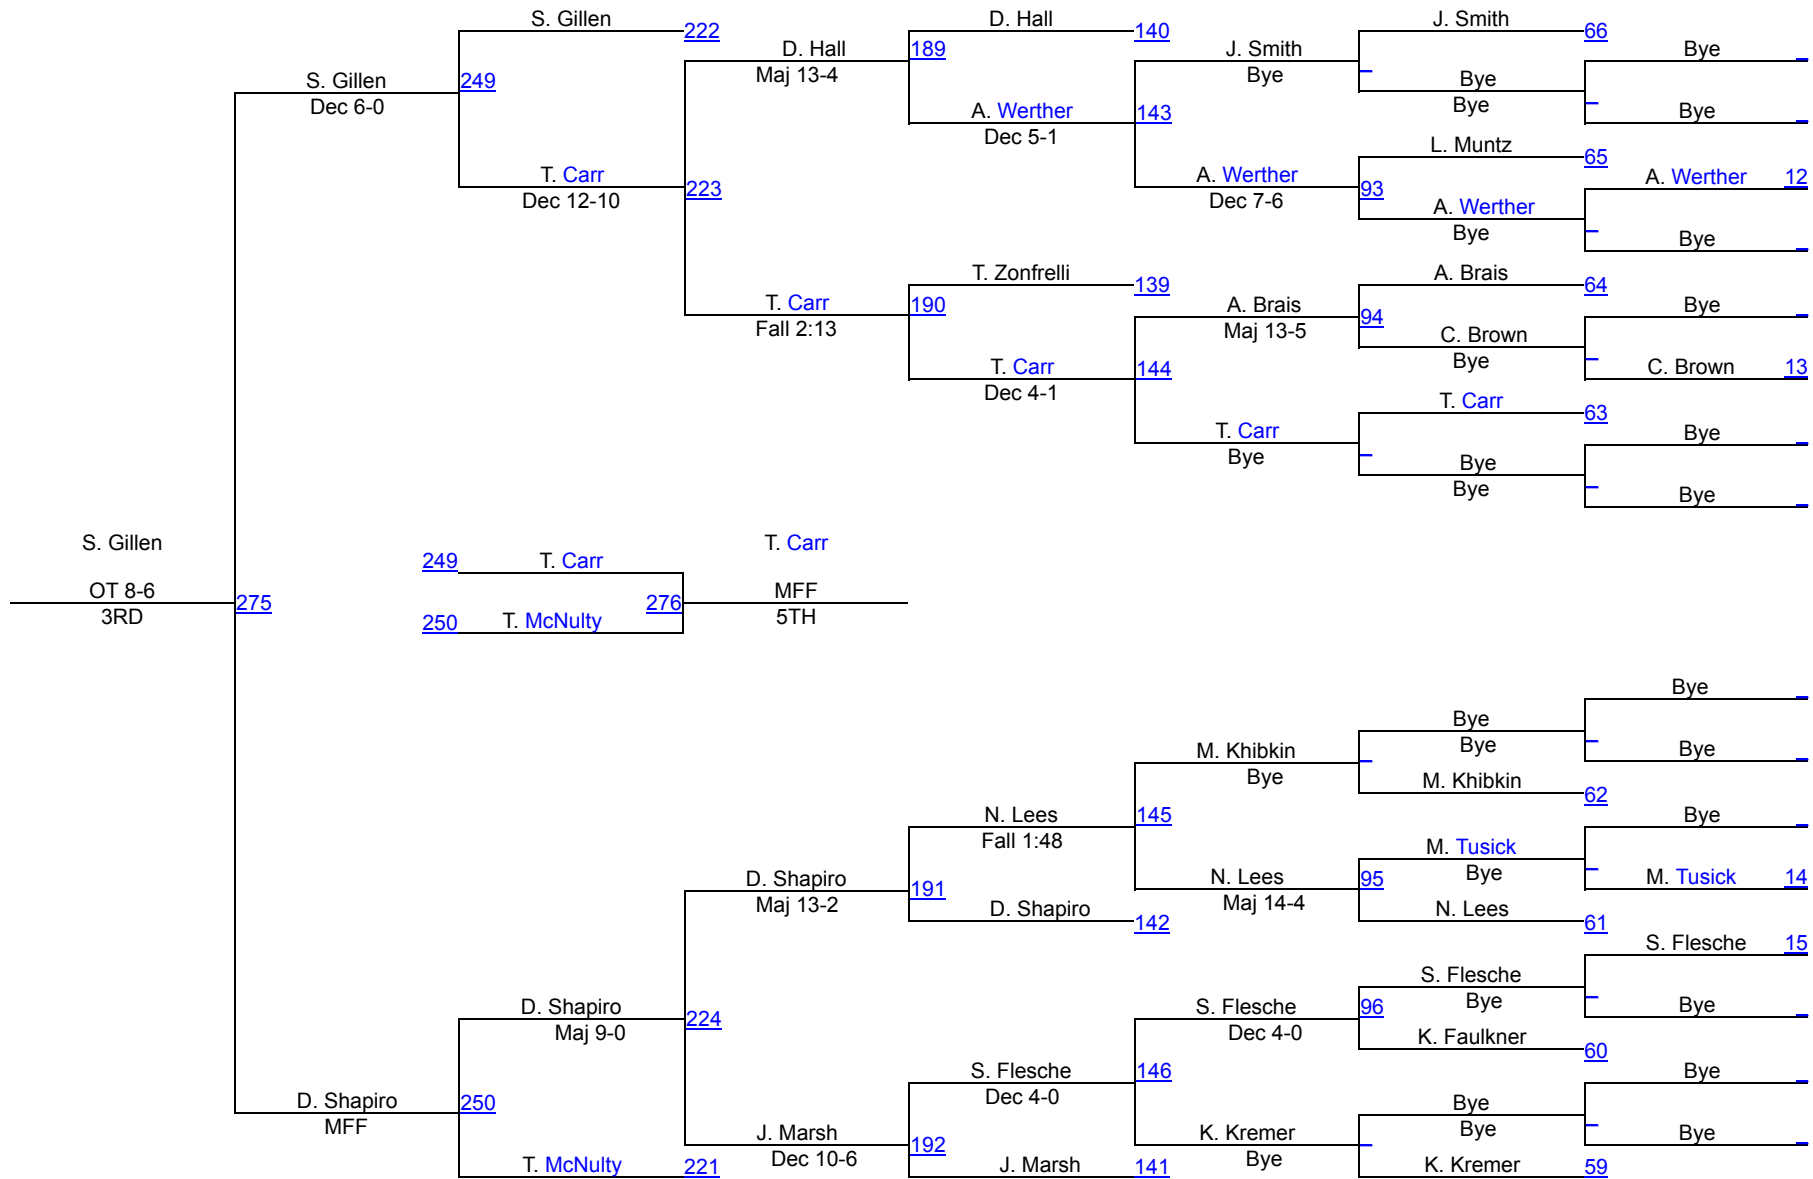 S. Gillen
222
D. Hall
140
J. Smith
66
Bye
D. Hall
Maj 13-4
189
J. Smith
Bye
Bye
Bye
S. Gillen
Dec 6-0
249
A. Werther
Dec 5-1
143
Bye
L. Muntz
65
T. Carr
Dec 12-10
223
A. Werther
Dec 7-6
93
A. Werther
Bye
A. Werther 12
Bye
T. Zonfrelli
139
A. Brais
64
T. Carr
Fall 2:13
190
A. Brais
Maj 13-5
94
C. Brown
Bye
Bye
T. Carr
Dec 4-1
144
C. Brown 13
T. Carr
63
T. Carr
Bye
Bye
Bye
Bye
Bye
S. Gillen
OT 8-6
3RD
275
249
T. Carr
250
T. McNulty
276
T. Carr
MFF
5TH
Bye
Bye
Bye
Bye
M. Khibkin
Bye
M. Khibkin
62
N. Lees
Fall 1:48
145
Bye
M. Tusick
Bye
D. Shapiro
Maj 13-2
191
N. Lees
Maj 14-4
95
M. Tusick 14
D. Shapiro
142
N. Lees
61
S. Flesche 15
S. Flesche
Bye
D. Shapiro
Maj 9-0
224
S. Flesche
Dec 4-0
96
Bye
K. Faulkner
60
S. Flesche
Dec 4-0
146
Bye
D. Shapiro
MFF
250
Bye
Bye
J. Marsh
Dec 10-6
192
K. Kremer
Bye
Bye
T. McNulty
221
J. Marsh
141
K. Kremer
59